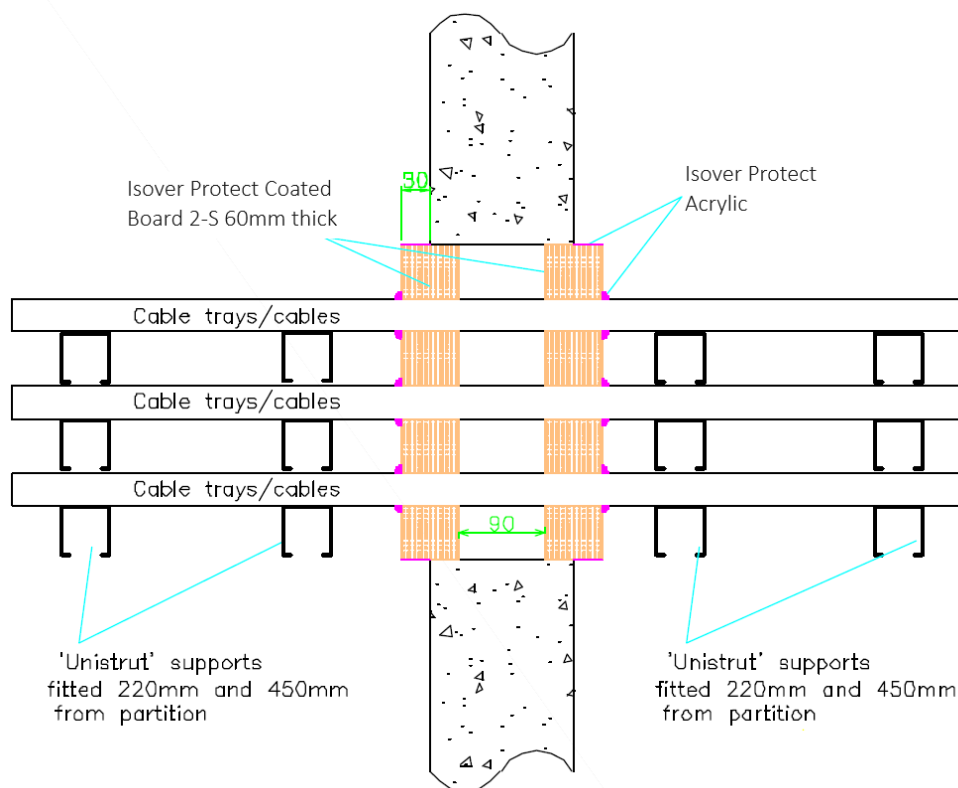 Isover Protect Coated
Board 2-S 60mm thick
30
Isover Protect
Acrylic
Cable trays/cables
Cable trays/cables
Cable trays/cables
90
'Unistrut' supports
fitted 220mm and 450mm
from partition
'Unistrut' supports
fitted 220mm and 450mm
from partition